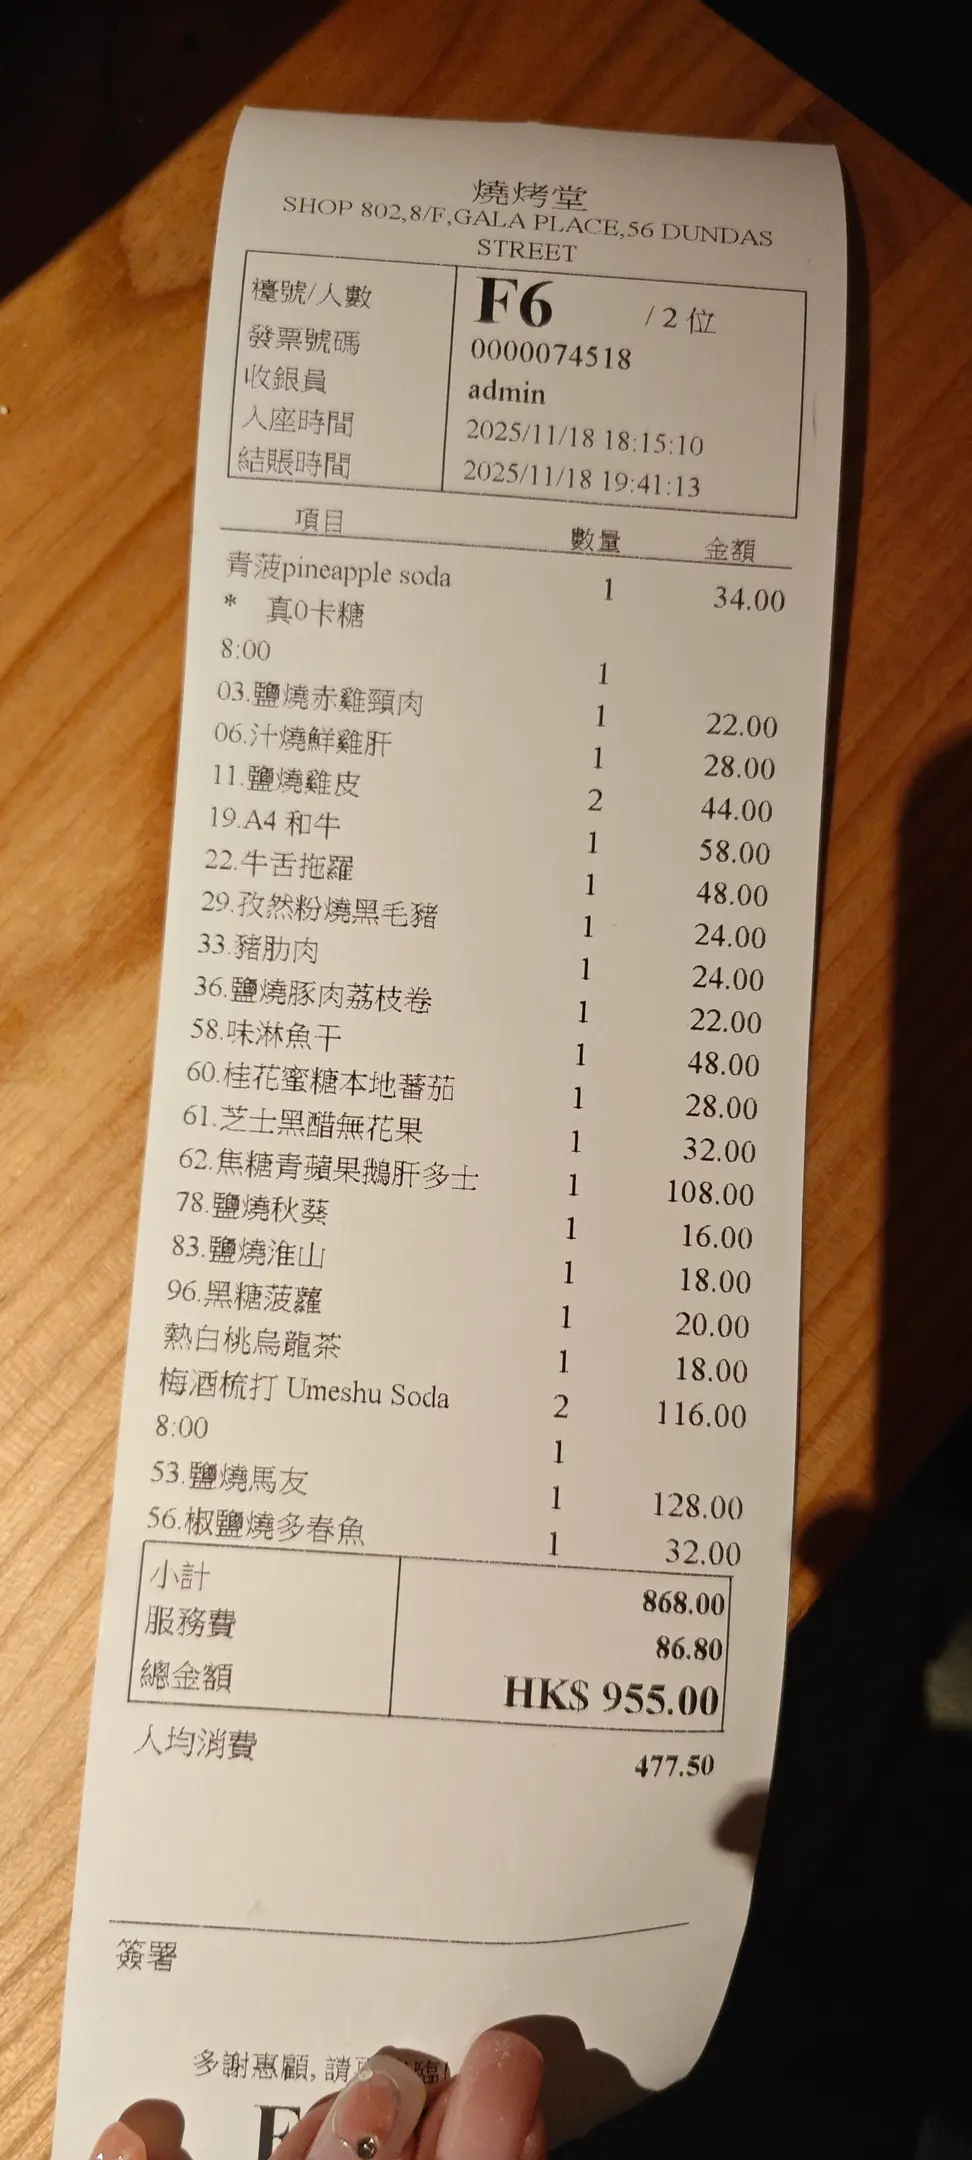 燒烤堂
SHOP 802,8/F,GALA PLACE,56 DUNDAS
STREET
檯號/人數 F6 / 2 位
發票號碼 0000074518
收銀員 admin
入座時間 2025/11/18 18:15:10
結賬時間 2025/11/18 19:41:13
項目 數量 金額
青菠pineapple soda 1 34.00
* 真0卡糖
8:00 1
03.鹽燒赤雞頸肉 1 22.00
06.汁燒鮮雞肝 1 28.00
11.鹽燒雞皮 2 44.00
19.A4 和牛 1 58.00
22.牛舌拖羅 1 48.00
29.孜然粉燒黑毛豬 1 24.00
33.豬肋肉 1 24.00
36.鹽燒豚肉荔枝卷 1 22.00
58.味淋魚干 1 48.00
60.桂花蜜糖本地蕃茄 1 28.00
61.芝士黑醋無花果 1 32.00
62.焦糖青蘋果鵝肝多士 1 108.00
78.鹽燒秋葵 1 16.00
83.鹽燒淮山 1 18.00
96.黑糖菠蘿 1 20.00
熱白桃烏龍茶 1 18.00
梅酒梳打 Umeshu Soda 2 116.00
8:00 1
53.鹽燒馬友 1 128.00
56.椒鹽燒多春魚 1 32.00
小計 868.00
服務費 86.80
總金額 HK$ 955.00
人均消費 477.50
簽署
多謝惠顧, 請